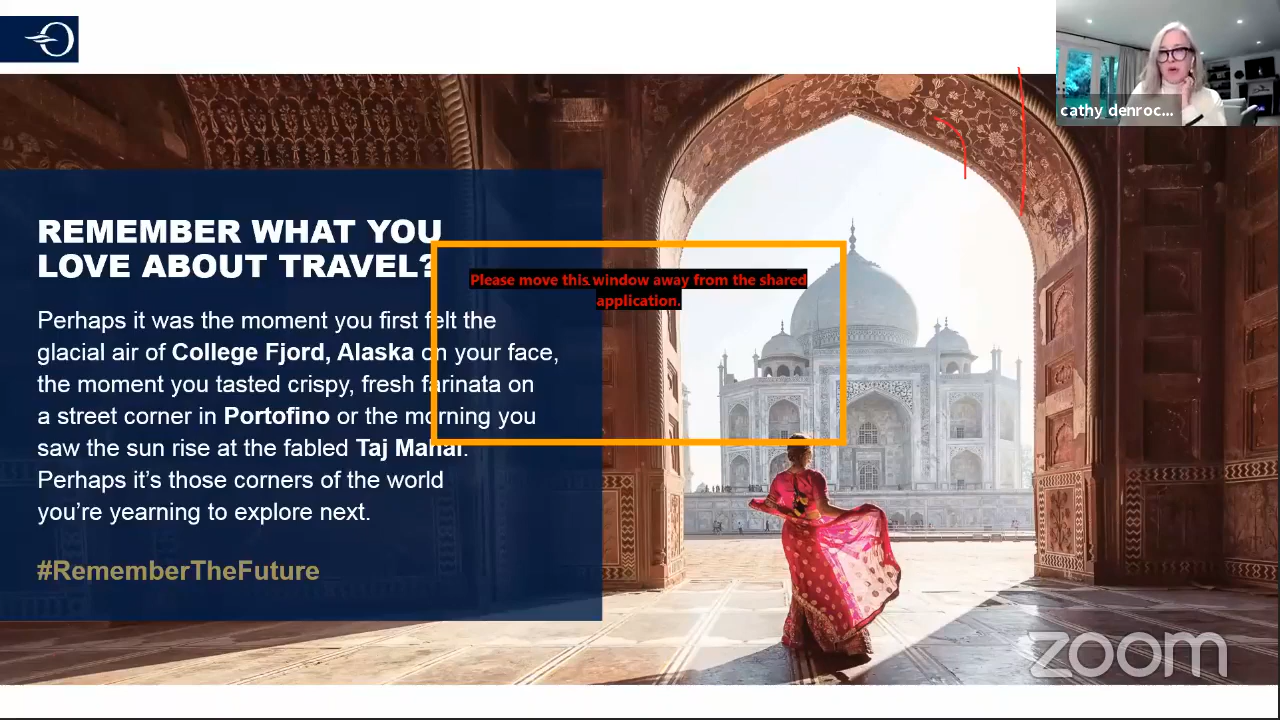 cathy denroc...
REMEMBER WHAT YOU
LOVE ABOUT TRAVEL?
Please move this window away from the shared
application.
Perhaps it was the moment you first felt the
glacial air of College Fjord, Alaska on your face,
the moment you tasted crispy, fresh farinata on
a street corner in Portofino or the morning you
saw the sun rise at the fabled Taj Mahal.
Perhaps it’s those corners of the world
you’re yearning to explore next.
#RememberTheFuture
zoom